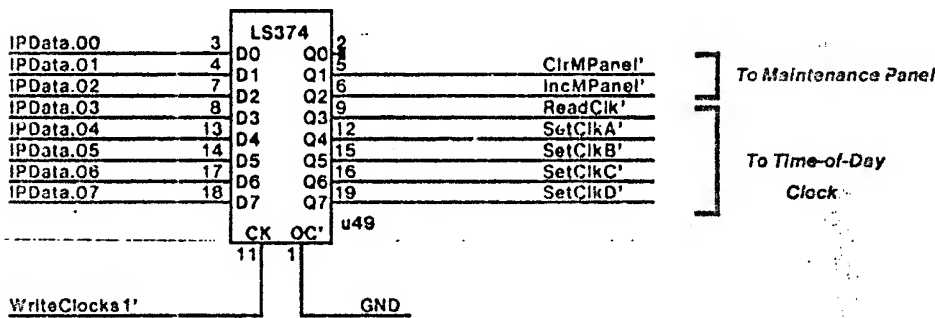 LS374
IPData.00 3 D0 Q0 2
IPData.01 4 D1 Q1 5 ClrMPanel'
IPData.02 7 D2 Q2 6 IncMPanel'
IPData.03 8 D3 Q3 9 ReadClk'
IPData.04 13 D4 Q4 12 SetClkA'
IPData.05 14 D5 Q5 15 SetClkB'
IPData.06 17 D6 Q6 16 SetClkC'
IPData.07 18 D7 Q7 19 SetClkD'
To Maintenance Panel
To Time-of-Day
Clock
u49
CK OC'
11 1
WriteClocks1' GND